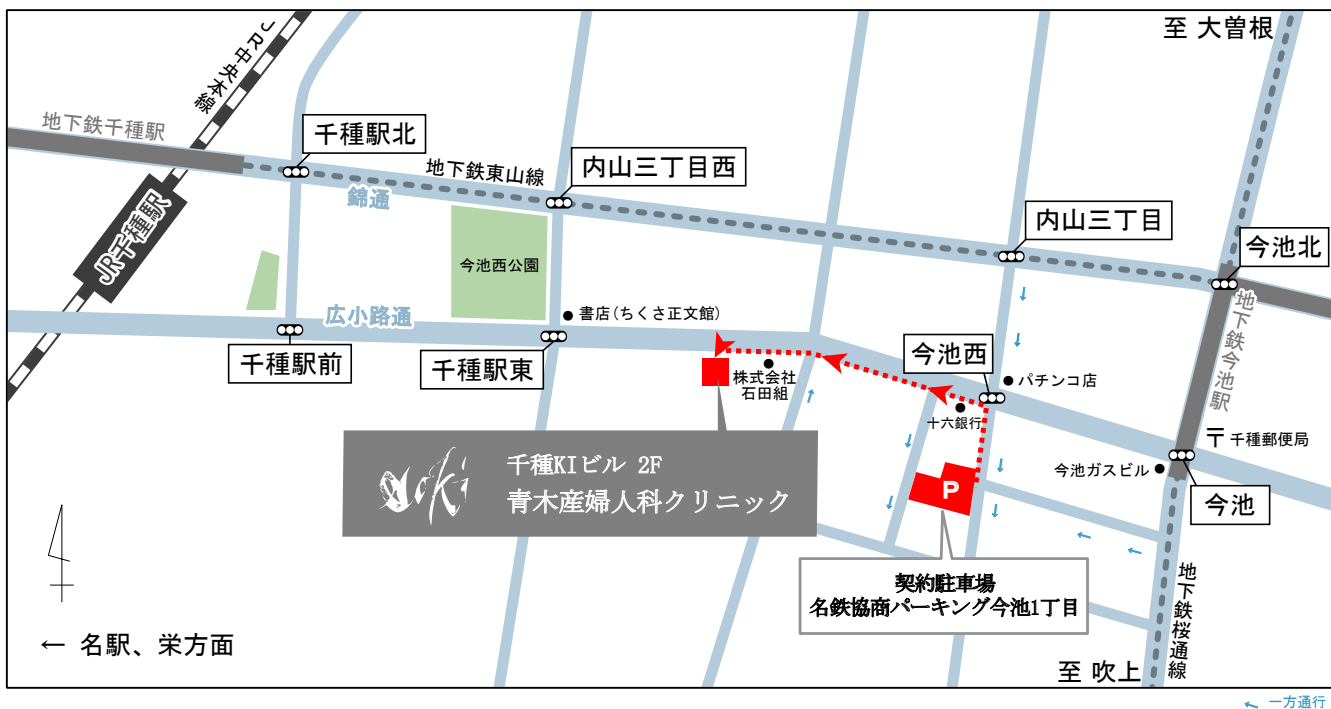 至 大曽根
JR中央本線
地下鉄千種駅
千種駅北
地下鉄東山線
内山三丁目西
錦通
内山三丁目
JR千種駅
今池北
今池西公園
地下鉄今池駅
広小路通
書店(ちくさ正文館)
千種駅前
千種駅東
今池西
株式会社
石田組
パチンコ店
十六銀行
〒千種郵便局
今池ガスビル
今池
aoki
千種KIビル 2F
青木産婦人科クリニック
P
契約駐車場
名鉄協商パーキング今池1丁目
地下鉄桜通線
← 名駅、栄方面
至 吹上
← 一方通行